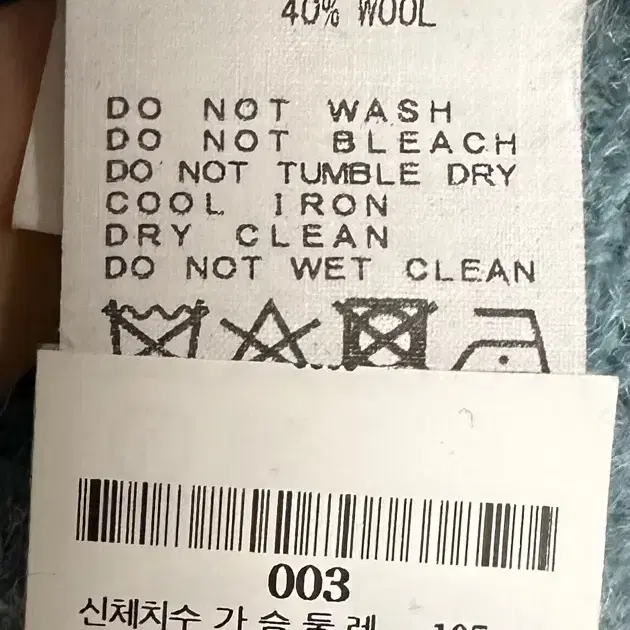 40% WOOL
DO NOT WASH
DO NOT BLEACH
DO NOT TUMBLE DRY
COOL IRON
DRY CLEAN
DO NOT WET CLEAN
003
신체치수 가 슴 둘 레